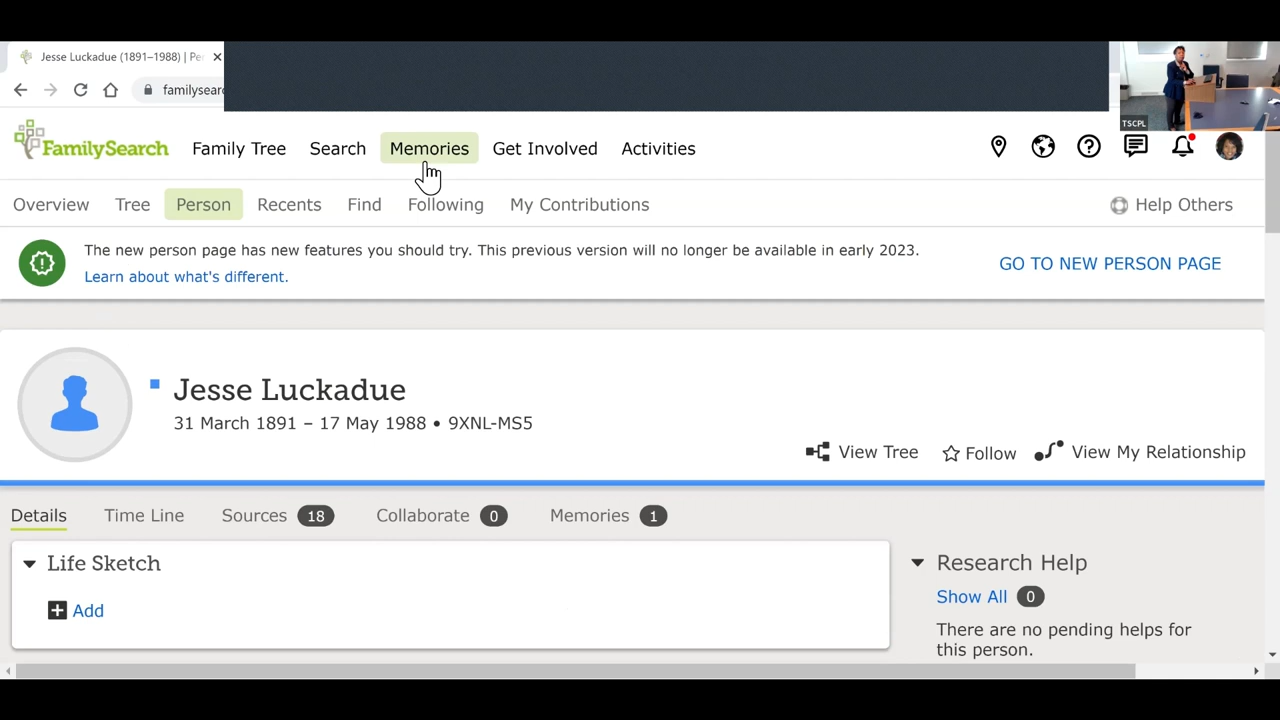 Jesse Luckadue (1891–1988) | Per
familysearc
FamilySearch Family Tree Search Memories Get Involved Activities
TSCPL
Overview Tree Person Recents Find Following My Contributions Help Others
The new person page has new features you should try. This previous version will no longer be available in early 2023.
Learn about what's different.
GO TO NEW PERSON PAGE
Jesse Luckadue
31 March 1891 – 17 May 1988 • 9XNL-MS5
View Tree Follow View My Relationship
Details Time Line Sources 18 Collaborate 0 Memories 1
Life Sketch
Add
Research Help
Show All 0
There are no pending helps for
this person.